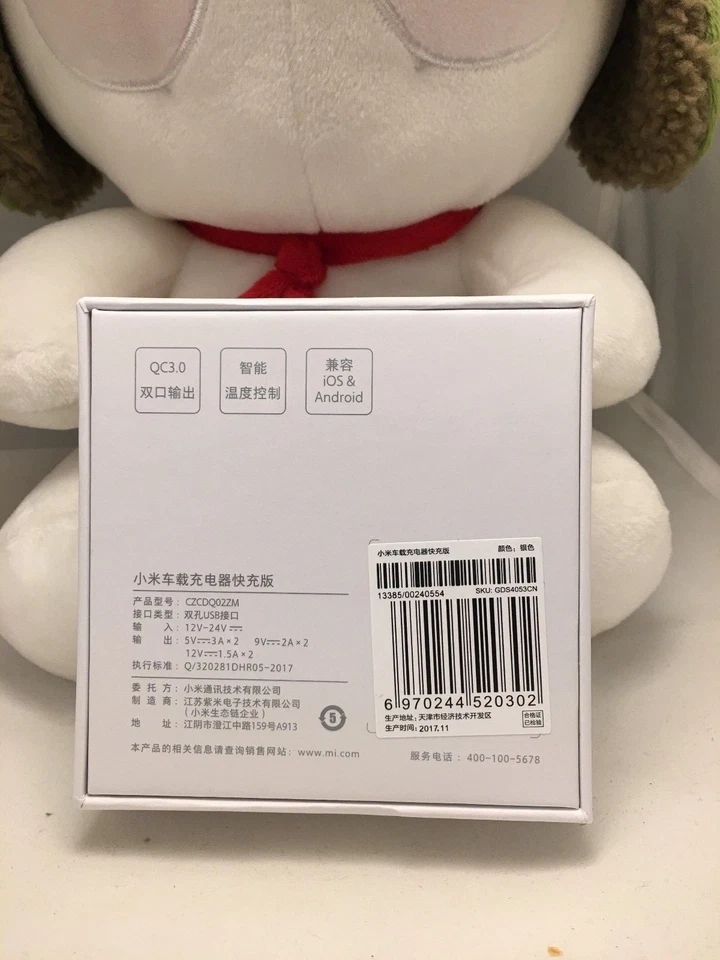 QC3.0
双口输出
智能
温度控制
兼容
iOS &
Android
小米车载充电器快充版
产品型号：CZCDQ02ZM
接口类型：双孔USB接口
输 入：12V-24V⎓
输 出：5V⎓3A×2 9V⎓2A×2
12V⎓1.5A×2
执行标准：Q/320281DHR05-2017
委 托 方：小米通讯技术有限公司
制 造 商：江苏紫米电子技术有限公司
（小米生态链企业）
地 址：江阴市澄江中路159号A913
5
本产品的相关信息请查询销售网站：www.mi.com
小米车载充电器快充版 颜色：银色
13385/00240554 SKU: GDS4053CN
6 970244 520302
生产地址：天津市经济技术开发区
生产时间：2017.11
合格证
已检验
服务电话：400-100-5678